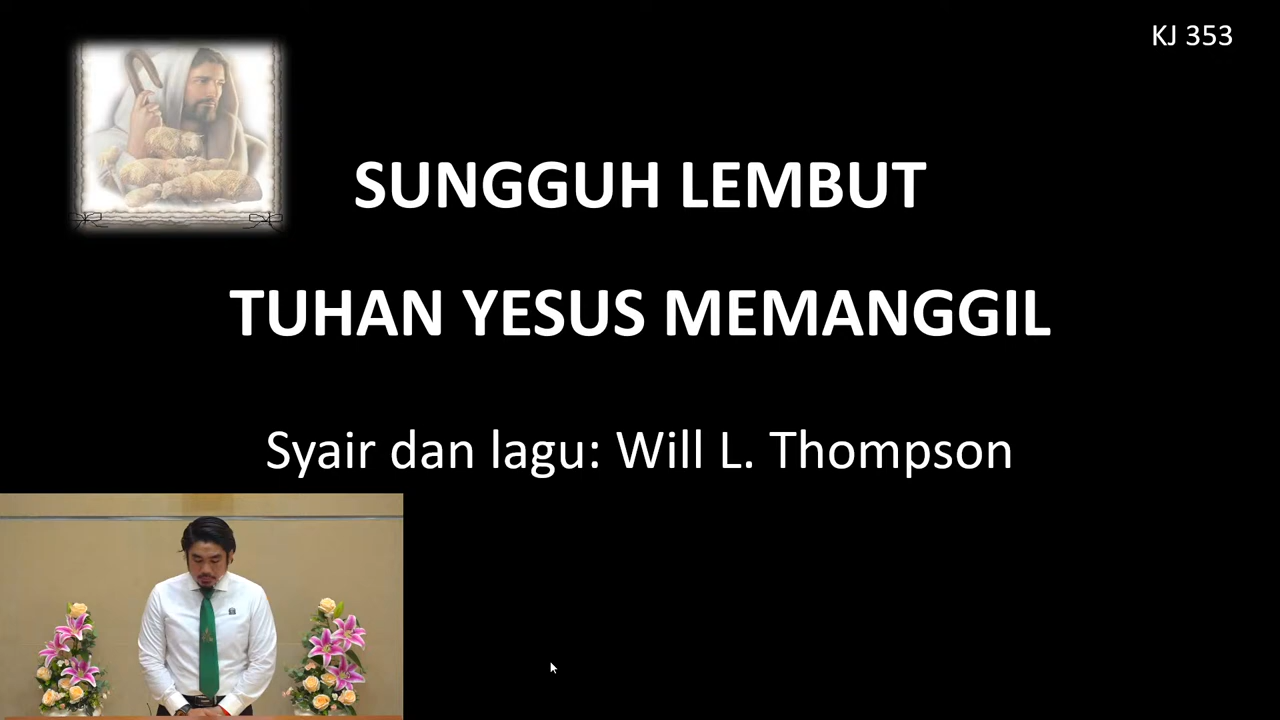 KJ 353
SUNGGUH LEMBUT
TUHAN YESUS MEMANGGIL
Syair dan lagu: Will L. Thompson